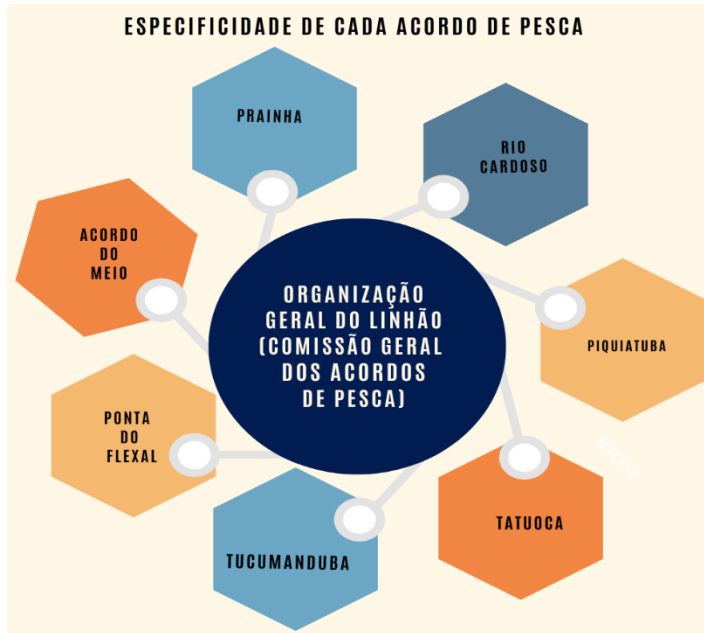 ESPECIFICIDADE DE CADA ACORDO DE PESCA
PRAINHA
RIO
CARDOSO
ACORDO
DO
MEIO
ORGANIZAÇÃO
GERAL DO LINHÃO
(COMISSÃO GERAL
DOS ACORDOS
DE PESCA)
PIQUIATUBA
PONTA
DO
FLEXAL
TATUOCA
TUCUMANDUBA